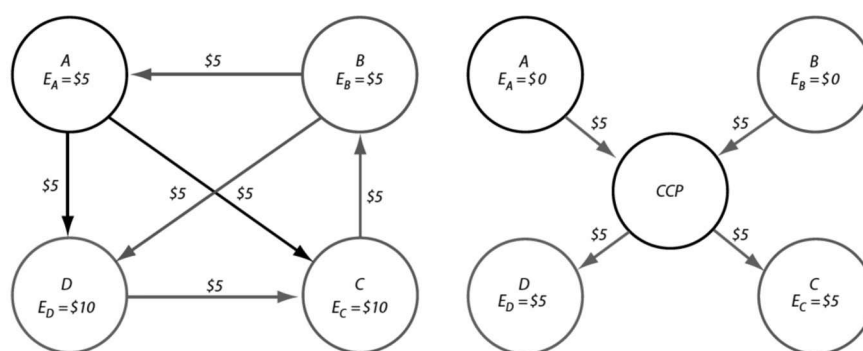 A
E_A = $5
$5
B
E_B = $5
$5
$5
$5
$5
D
E_D = $10
$5
C
E_C = $10
A
E_A = $0
B
E_B = $0
$5
$5
CCP
$5
$5
D
E_D = $5
C
E_C = $5